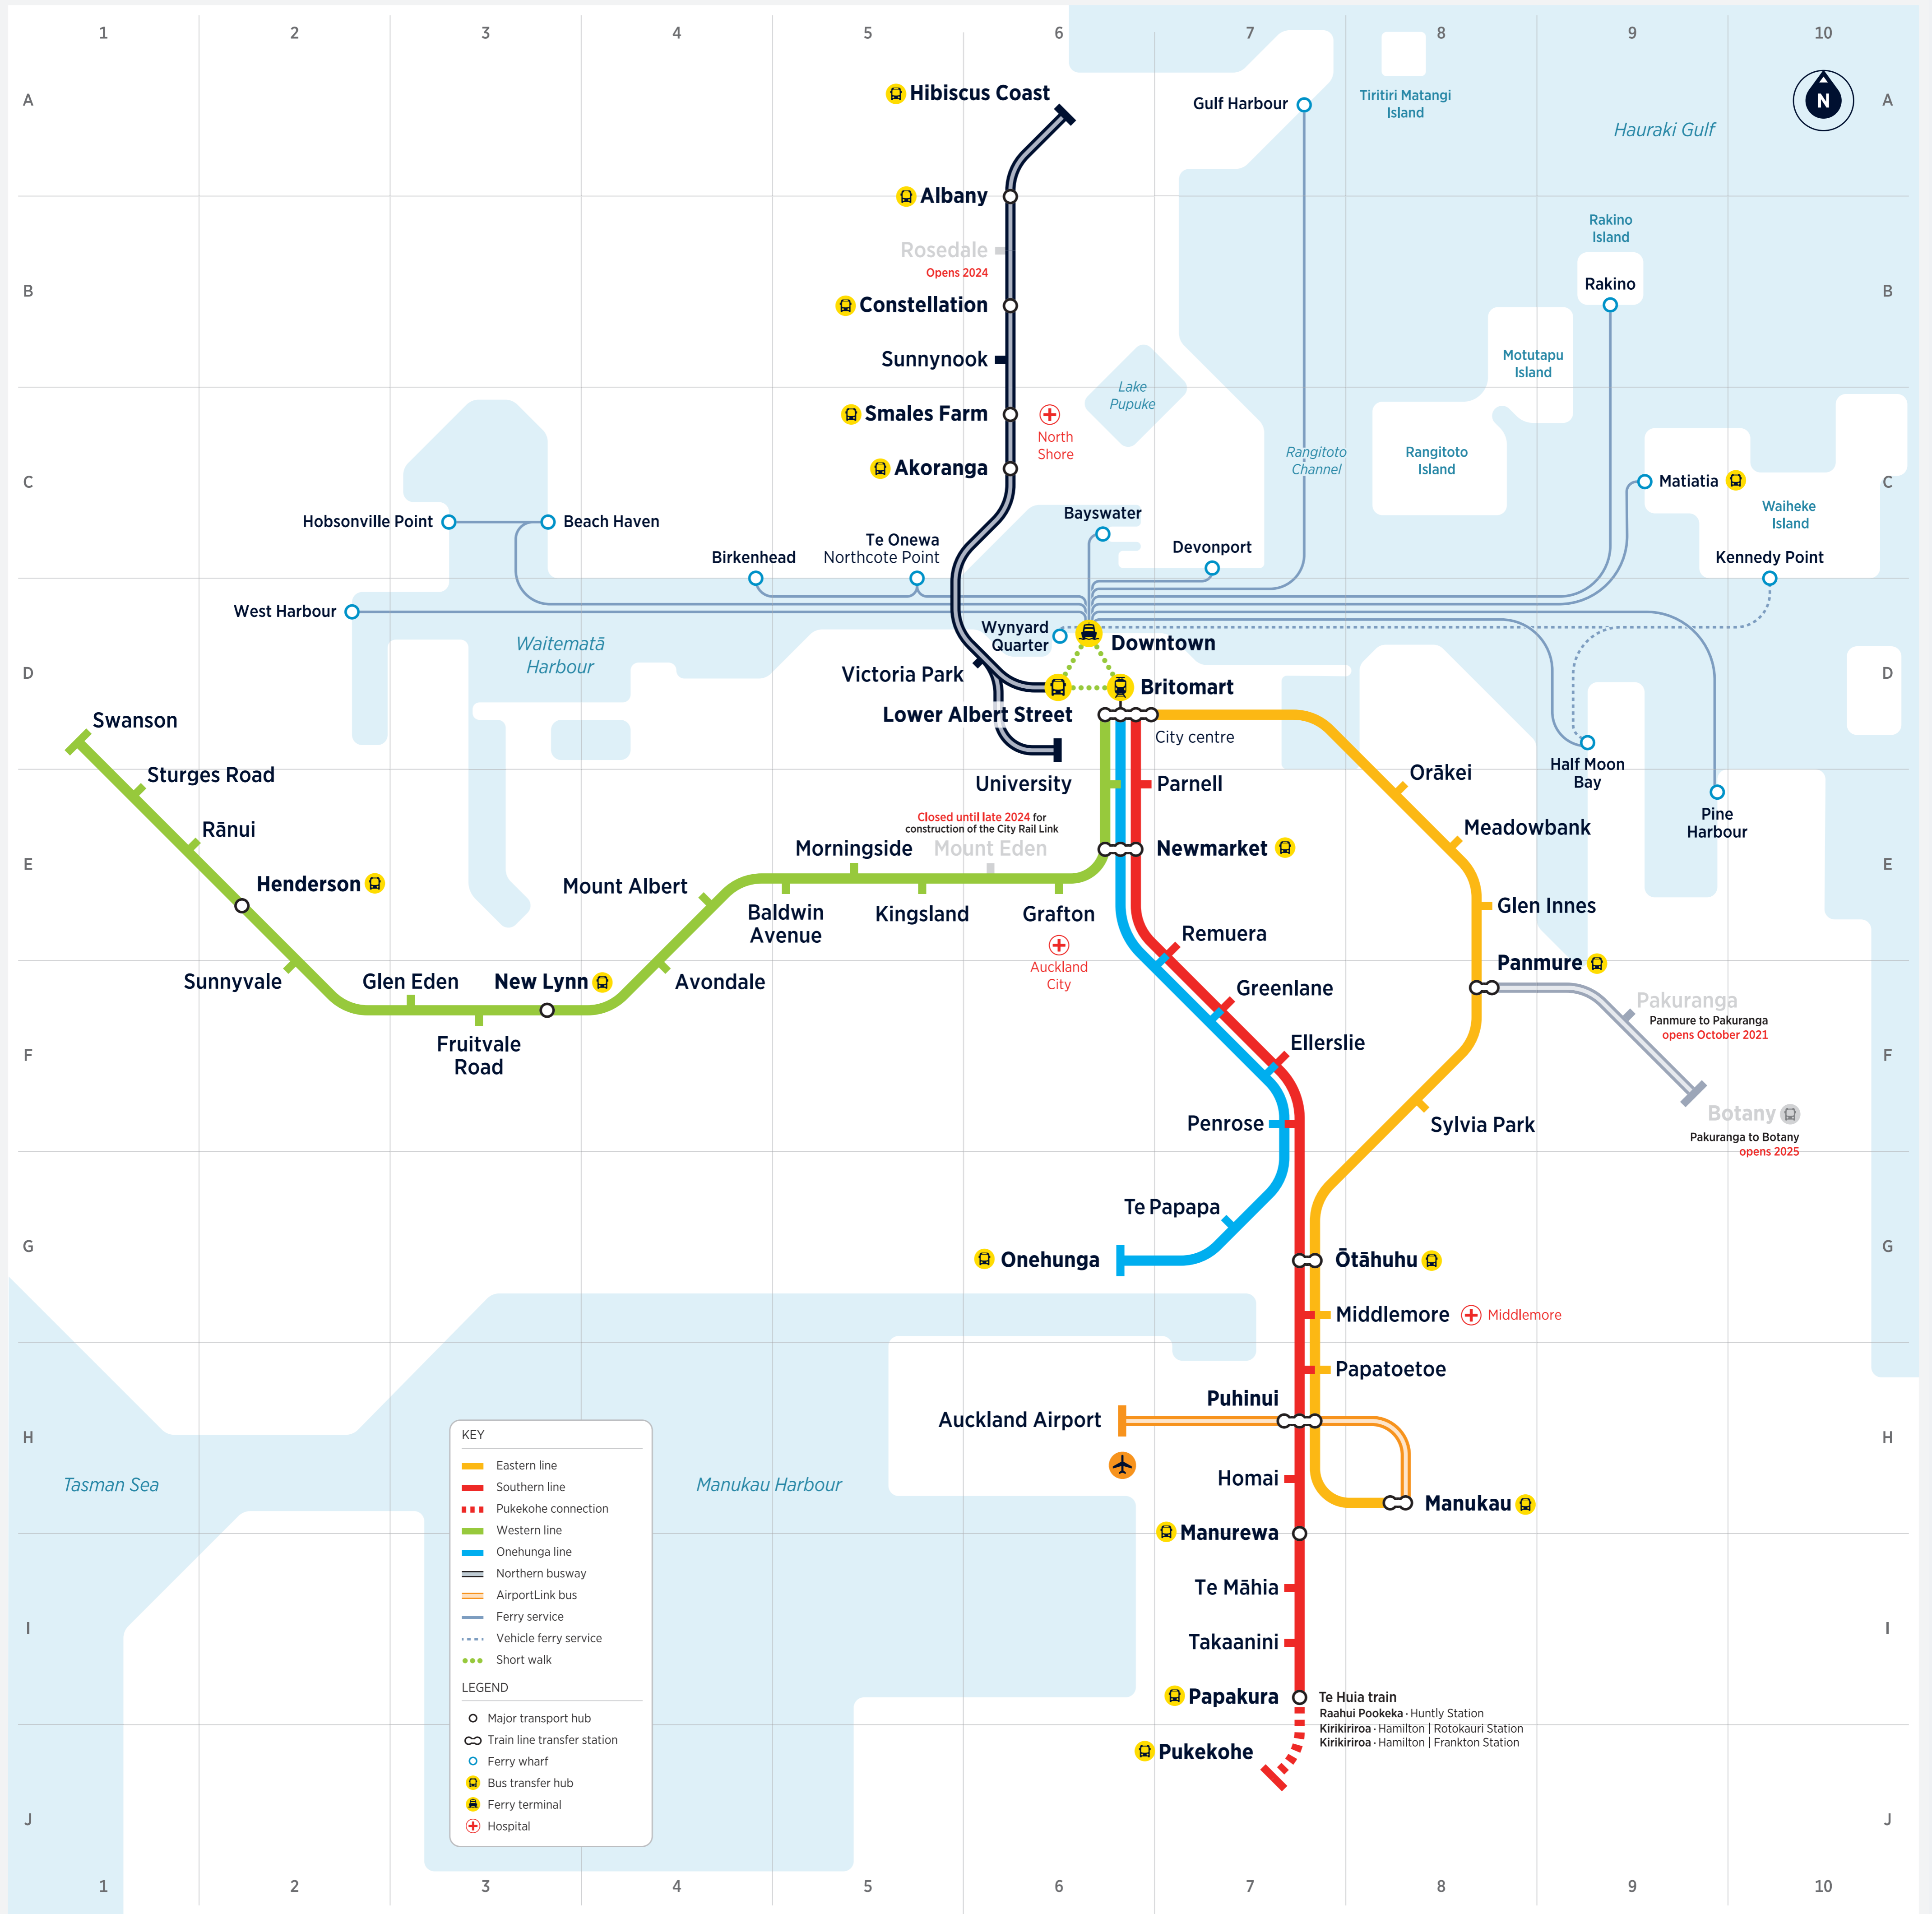 1 2 3 4 5 6 7 8 9 10
A
Hibiscus Coast
Gulf Harbour
Tiritiri Matangi
Island
Hauraki Gulf
N
A
Albany
Rosedale
Opens 2024
Rakino
Island
Rakino
B
Constellation
B
Sunnynook
Motutapu
Island
Lake
Pupuke
Smales Farm
North
Shore
Akoranga
Rangitoto
Channel
Rangitoto
Island
C
Matiatia
C
Waiheke
Island
Hobsonville Point
Beach Haven
Bayswater
Birkenhead
Te Onewa
Northcote Point
Devonport
Kennedy Point
West Harbour
Waitematā
Harbour
Wynyard
Quarter
Downtown
D
Victoria Park
Britomart
D
Lower Albert Street
City centre
Swanson
Sturges Road
Rānui
Henderson
University
Parnell
Orākei
Half Moon
Bay
Pine
Harbour
Closed until late 2024 for
construction of the City Rail Link
Meadowbank
E
Morningside
Mount Eden
Newmarket
E
Mount Albert
Baldwin
Avenue
Kingsland
Grafton
Glen Innes
Auckland
City
Remuera
Panmure
Sunnyvale
Glen Eden
New Lynn
Avondale
Greenlane
Pakuranga
Panmure to Pakuranga
opens October 2021
Fruitvale
Road
Ellerslie
F
F
Penrose
Sylvia Park
Botany
Pakuranga to Botany
opens 2025
Te Papapa
G
Onehunga
Ōtāhuhu
G
Middlemore
Middlemore
Papatoetoe
Puhinui
Auckland Airport
H
H
Tasman Sea
Manukau Harbour
Homai
Manukau
Manurewa
Te Māhia
I
Takaanini
I
Papakura
Te Huia train
Raahui Pookeka · Huntly Station
Kirikiriroa · Hamilton | Rotokauri Station
Kirikiriroa · Hamilton | Frankton Station
Pukekohe
J
J
KEY
Eastern line
Southern line
Pukekohe connection
Western line
Onehunga line
Northern busway
AirportLink bus
Ferry service
Vehicle ferry service
Short walk
LEGEND
Major transport hub
Train line transfer station
Ferry wharf
Bus transfer hub
Ferry terminal
Hospital
1 2 3 4 5 6 7 8 9 10